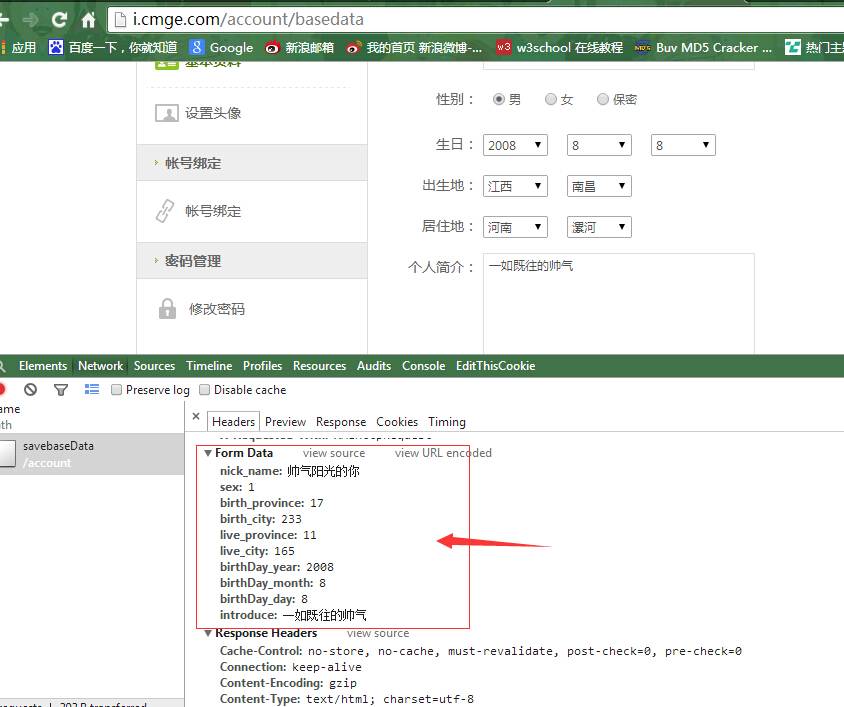 i.cmge.com/account/basedata
应用 百度一下，你就知道 Google 新浪邮箱 我的首页 新浪微博-... w3school 在线教程 Buy MD5 Cracker ... 热门主
基本资料
设置头像
帐号绑定
帐号绑定
密码管理
修改密码
性别： 男 女 保密
生日： 2008 8 8
出生地： 江西 南昌
居住地： 河南 漯河
个人简介： 一如既往的帅气
Elements Network Sources Timeline Profiles Resources Audits Console EditThisCookie
Preserve log Disable cache
ame
th
savebaseData
/account
× Headers Preview Response Cookies Timing
Form Data view source view URL encoded
nick_name: 帅气阳光的你
sex: 1
birth_province: 17
birth_city: 233
live_province: 11
live_city: 165
birthDay_year: 2008
birthDay_month: 8
birthDay_day: 8
introduce: 一如既往的帅气
Response Headers view source
Cache-Control: no-store, no-cache, must-revalidate, post-check=0, pre-check=0
Connection: keep-alive
Content-Encoding: gzip
Content-Type: text/html; charset=utf-8